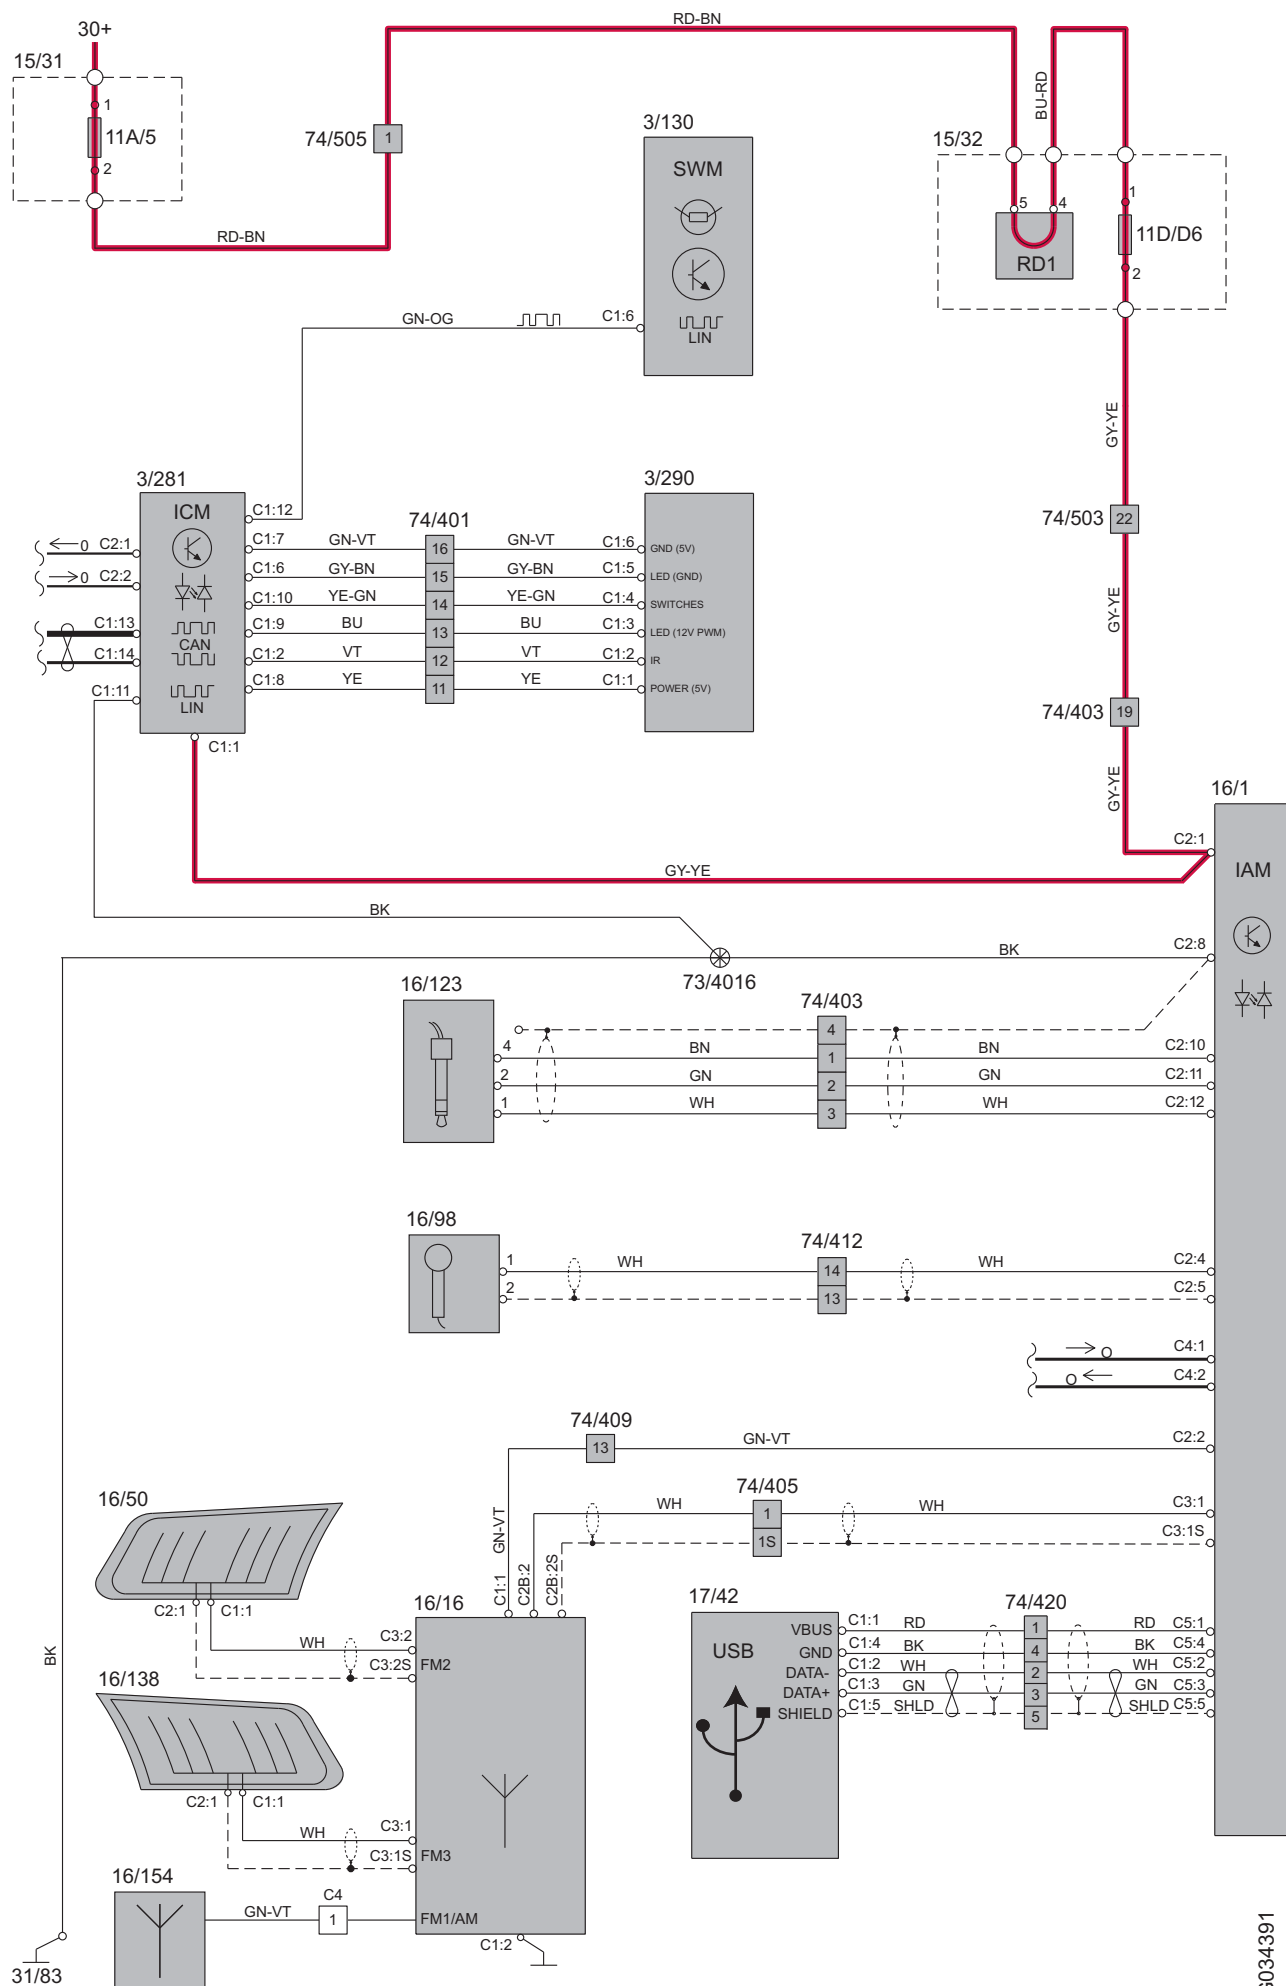 RD-BN
30+
15/31
1
11A/5
2
RD-BN
74/505
1
3/130
SWM
LIN
C1:6
GN-OG
BU-RD
15/32
5
4
RD1
1
11D/D6
2
GY-YE
74/503
22
GY-YE
74/403
19
GY-YE
3/281
ICM
CAN
LIN
0 C2:1
0 C2:2
C1:13
C1:14
C1:11
C1:1
C1:12
74/401
3/290
C1:7 GN-VT 16 GN-VT C1:6 GND (5V)
C1:6 GY-BN 15 GY-BN C1:5 LED (GND)
C1:10 YE-GN 14 YE-GN C1:4 SWITCHES
C1:9 BU 13 BU C1:3 LED (12V PWM)
C1:2 VT 12 VT C1:2 IR
C1:8 YE 11 YE C1:1 POWER (5V)
16/1
C2:1
IAM
GY-YE
BK
73/4016
BK
C2:8
16/123
74/403
4
4 BN 1 BN C2:10
2 GN 2 GN C2:11
1 WH 3 WH C2:12
16/98
74/412
1 WH 14 WH C2:4
2 13 C2:5
O C4:1
O C4:2
74/409
13 GN-VT C2:2
74/405
WH 1 WH C3:1
1S C3:1S
GN-VT
C1:1
C2B:2
C2B:2S
16/50
C2:1 C1:1
WH C3:2
C3:2S FM2
BK
16/138
C2:1 C1:1
WH C3:1
C3:1S FM3
16/16
16/154
GN-VT
C4
1
FM1/AM
C1:2
31/83
17/42
USB
74/420
VBUS C1:1 RD 1 RD C5:1
GND C1:4 BK 4 BK C5:4
DATA- C1:2 WH 2 WH C5:2
DATA+ C1:3 GN 3 GN C5:3
SHIELD C1:5 SHLD 5 SHLD C5:5